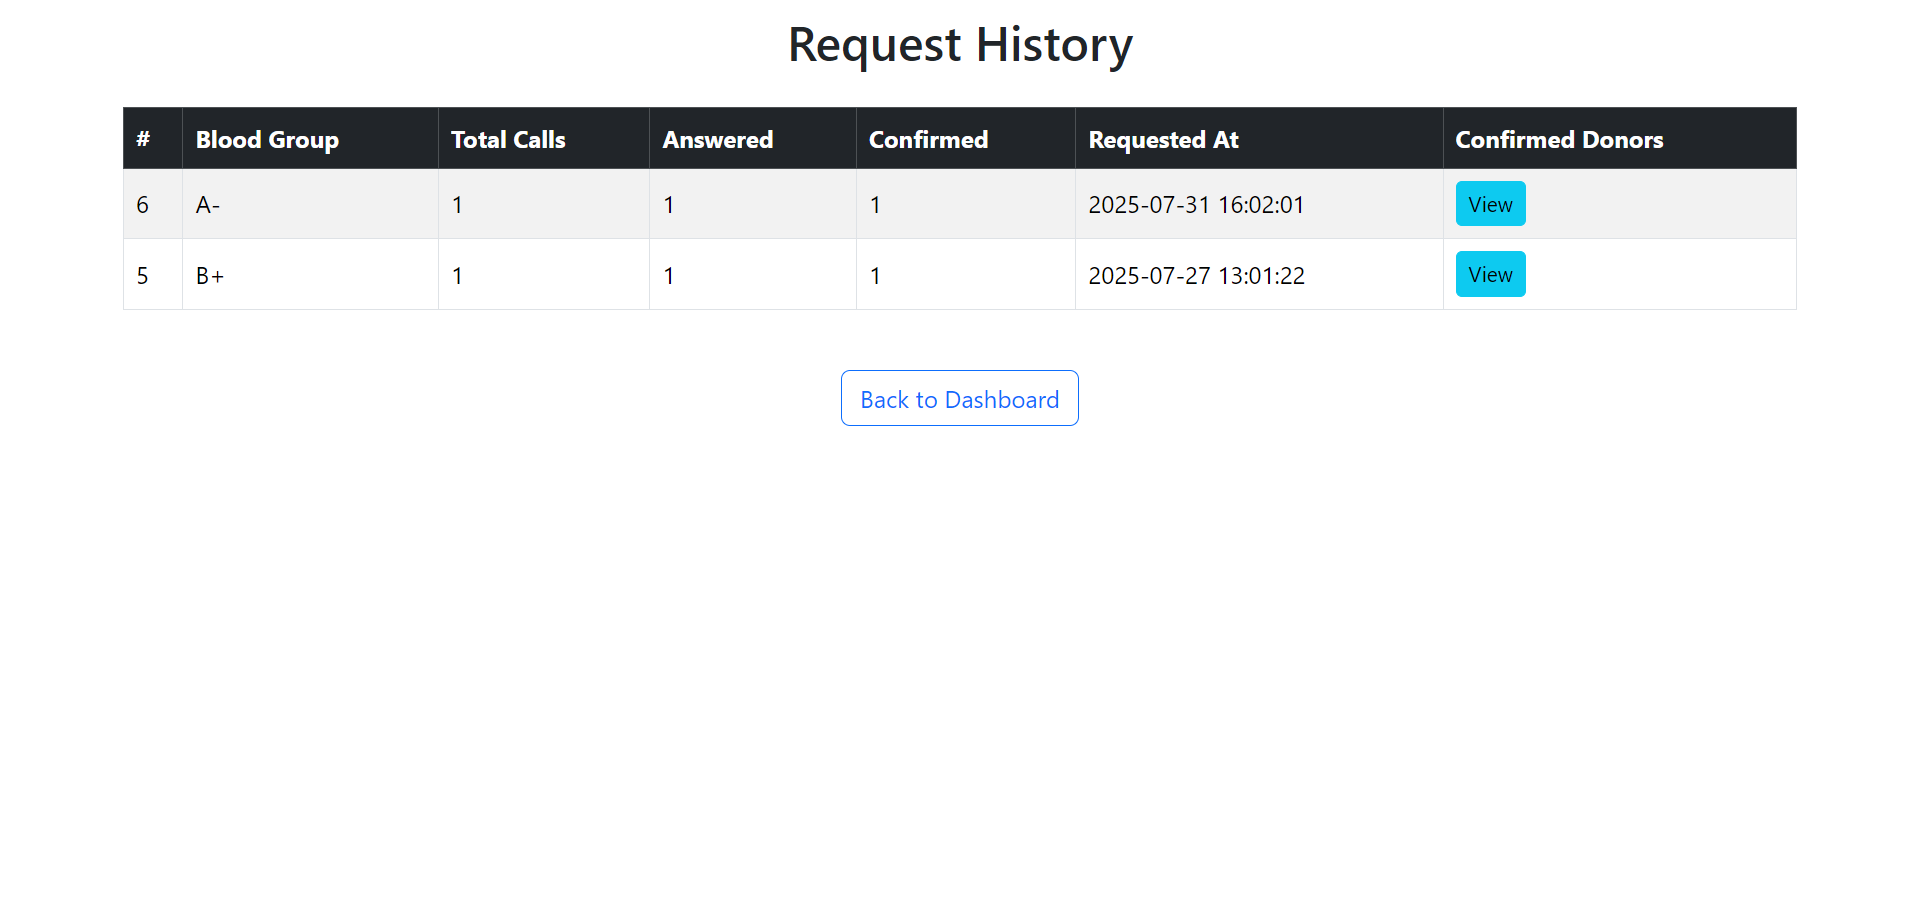 Request History
# Blood Group Total Calls Answered Confirmed Requested At Confirmed Donors
6 A- 1 1 1 2025-07-31 16:02:01 View
5 B+ 1 1 1 2025-07-27 13:01:22 View
Back to Dashboard